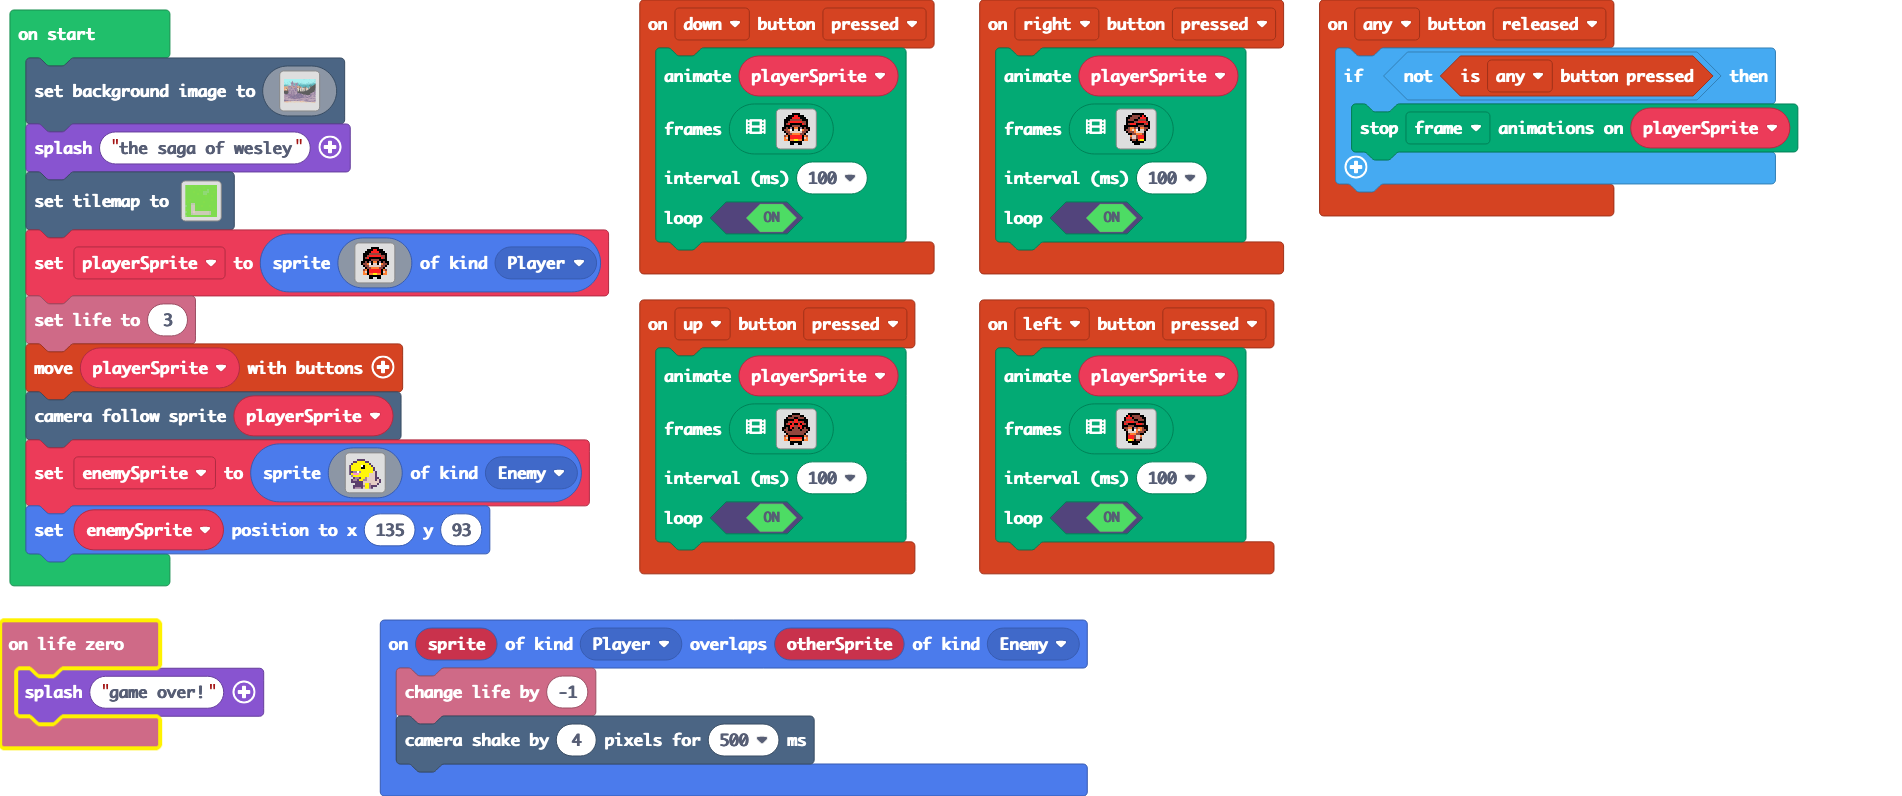 on start
set background image to
splash "the saga of wesley"
set tilemap to
set playerSprite to sprite of kind Player
set life to 3
move playerSprite with buttons
camera follow sprite playerSprite
set enemySprite to sprite of kind Enemy
set enemySprite position to x 135 y 93
on down button pressed
animate playerSprite
frames
interval (ms) 100
loop ON
on right button pressed
animate playerSprite
frames
interval (ms) 100
loop ON
on any button released
if not is any button pressed then
stop frame animations on playerSprite
on up button pressed
animate playerSprite
frames
interval (ms) 100
loop ON
on left button pressed
animate playerSprite
frames
interval (ms) 100
loop ON
on life zero
splash "game over!"
on sprite of kind Player overlaps otherSprite of kind Enemy
change life by -1
camera shake by 4 pixels for 500 ms